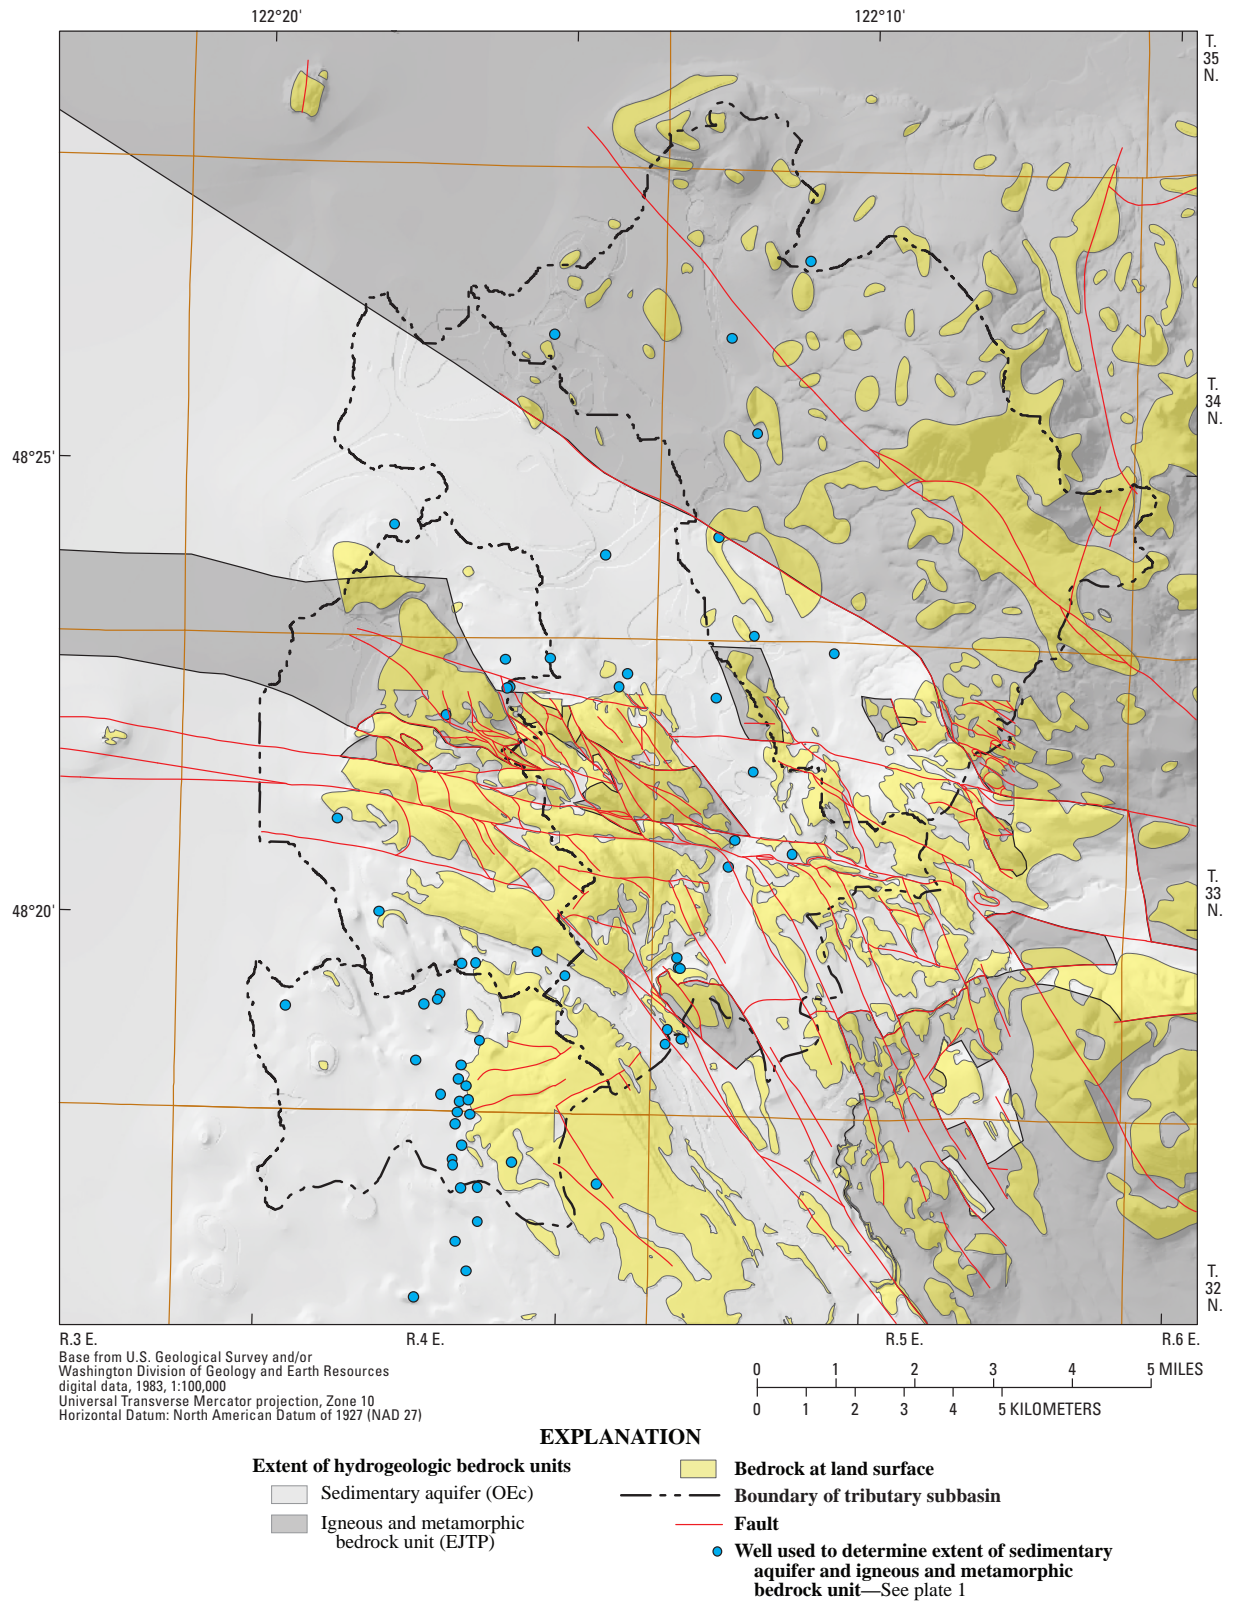 122°20'
122°10'
T.
35
N.
T.
34
N.
48°25'
T.
33
N.
48°20'
T.
32
N.
R.3 E.
R.4 E.
R.5 E.
R.6 E.
Base from U.S. Geological Survey and/or
Washington Division of Geology and Earth Resources
digital data, 1983, 1:100,000
Universal Transverse Mercator projection, Zone 10
Horizontal Datum: North American Datum of 1927 (NAD 27)
0 1 2 3 4 5 MILES
0 1 2 3 4 5 KILOMETERS
EXPLANATION
Extent of hydrogeologic bedrock units
Sedimentary aquifer (OEc)
Igneous and metamorphic
bedrock unit (EJTP)
Bedrock at land surface
Boundary of tributary subbasin
Fault
Well used to determine extent of sedimentary
aquifer and igneous and metamorphic
bedrock unit—See plate 1